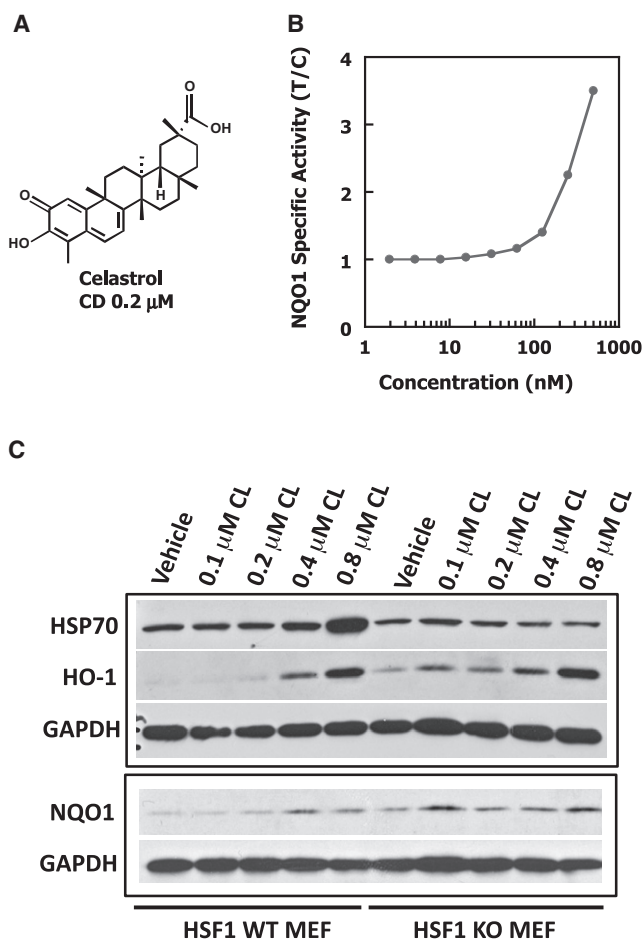 A
O
OH
H
O
HO
Celastrol
CD 0.2 μM
B
NQO1 Specific Activity (T/C)
4
3
2
1
0
1 10 100 1000
Concentration (nM)
C
Vehicle 0.1 μM CL 0.2 μM CL 0.4 μM CL 0.8 μM CL Vehicle 0.1 μM CL 0.2 μM CL 0.4 μM CL 0.8 μM CL
HSP70
HO-1
GAPDH
NQO1
GAPDH
HSF1 WT MEF HSF1 KO MEF